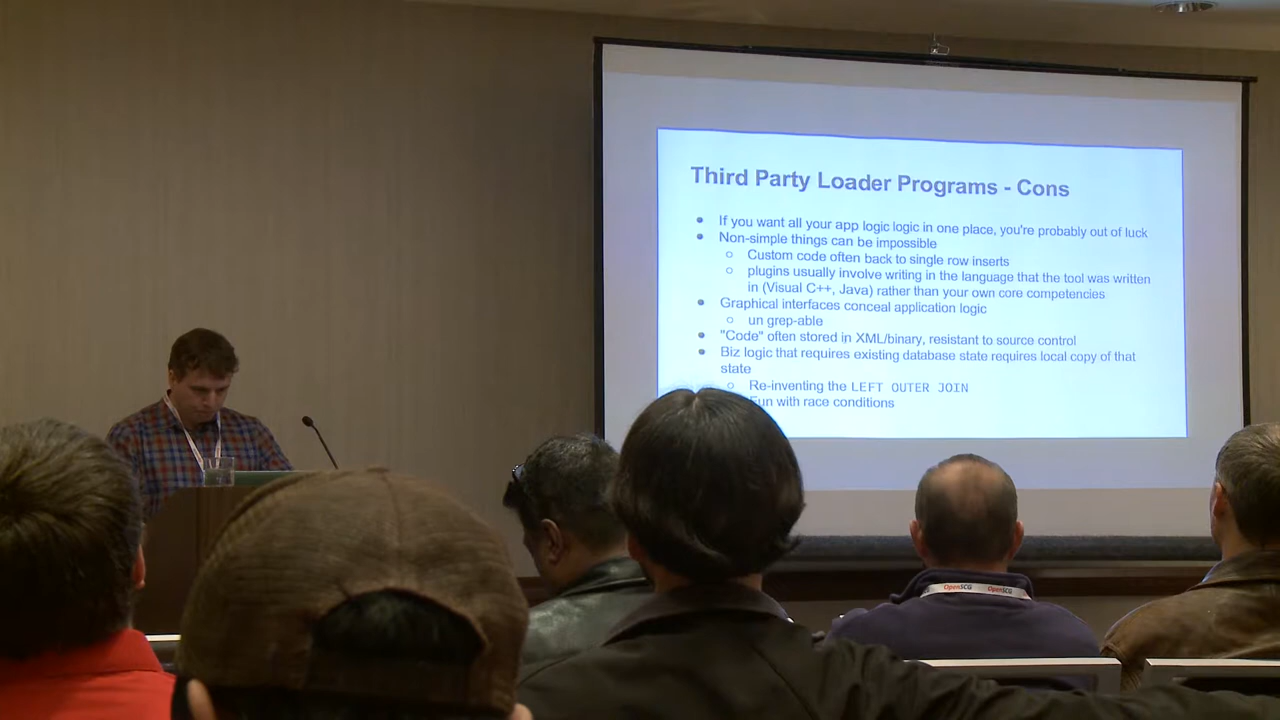 Third Party Loader Programs - Cons
If you want all your app logic logic in one place, you're probably out of luck
Non-simple things can be impossible
Custom code often back to single row inserts
plugins usually involve writing in the language that the tool was written
in (Visual C++, Java) rather than your own core competencies
Graphical interfaces conceal application logic
un grep-able
"Code" often stored in XML/binary, resistant to source control
Biz logic that requires existing database state requires local copy of that
state
Re-inventing the LEFT OUTER JOIN
Fun with race conditions
OpenSCG OpenSCG